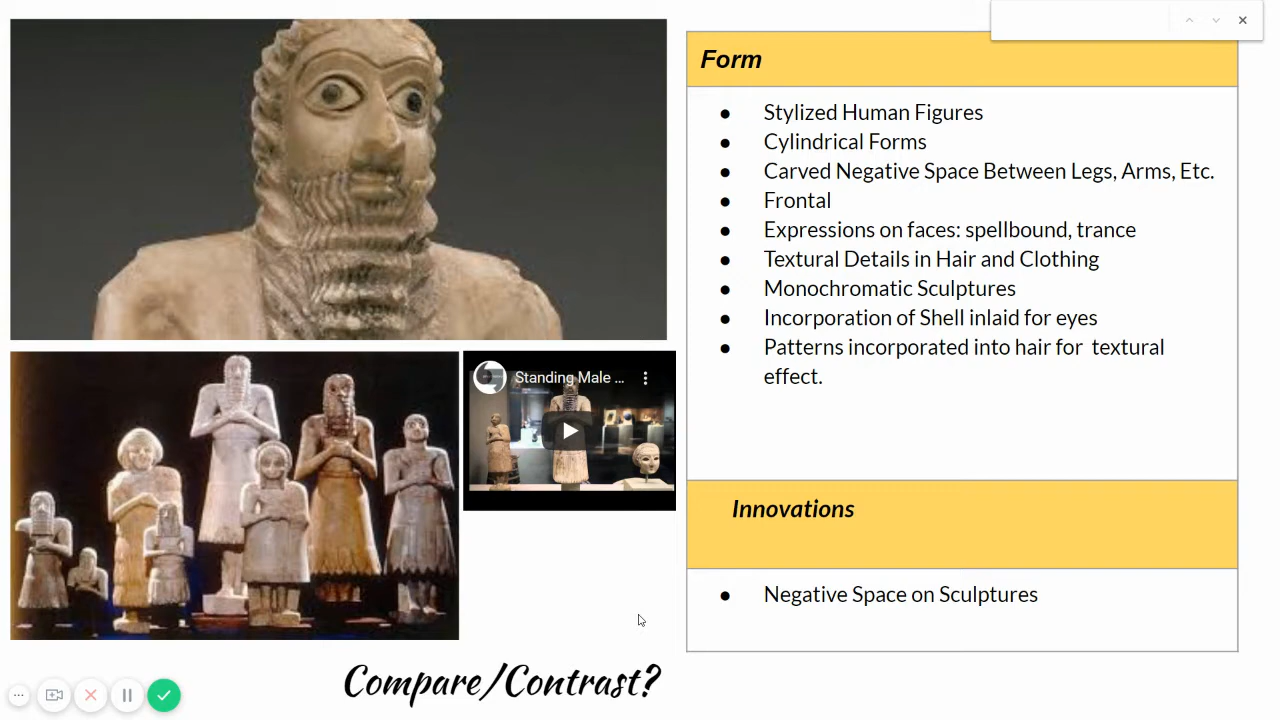 Form
● Stylized Human Figures
● Cylindrical Forms
● Carved Negative Space Between Legs, Arms, Etc.
● Frontal
● Expressions on faces: spellbound, trance
● Textural Details in Hair and Clothing
● Monochromatic Sculptures
● Incorporation of Shell inlaid for eyes
● Patterns incorporated into hair for textural
effect.
Standing Male ...
Innovations
● Negative Space on Sculptures
Compare/Contrast?